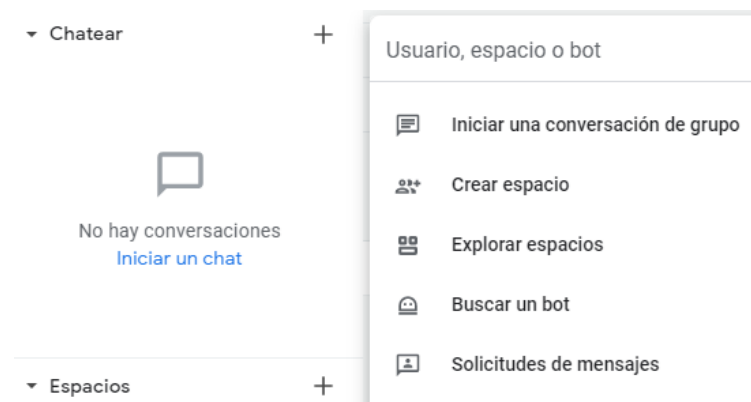 Chatear
No hay conversaciones
Iniciar un chat
Espacios
Usuario, espacio o bot
Iniciar una conversación de grupo
Crear espacio
Explorar espacios
Buscar un bot
Solicitudes de mensajes